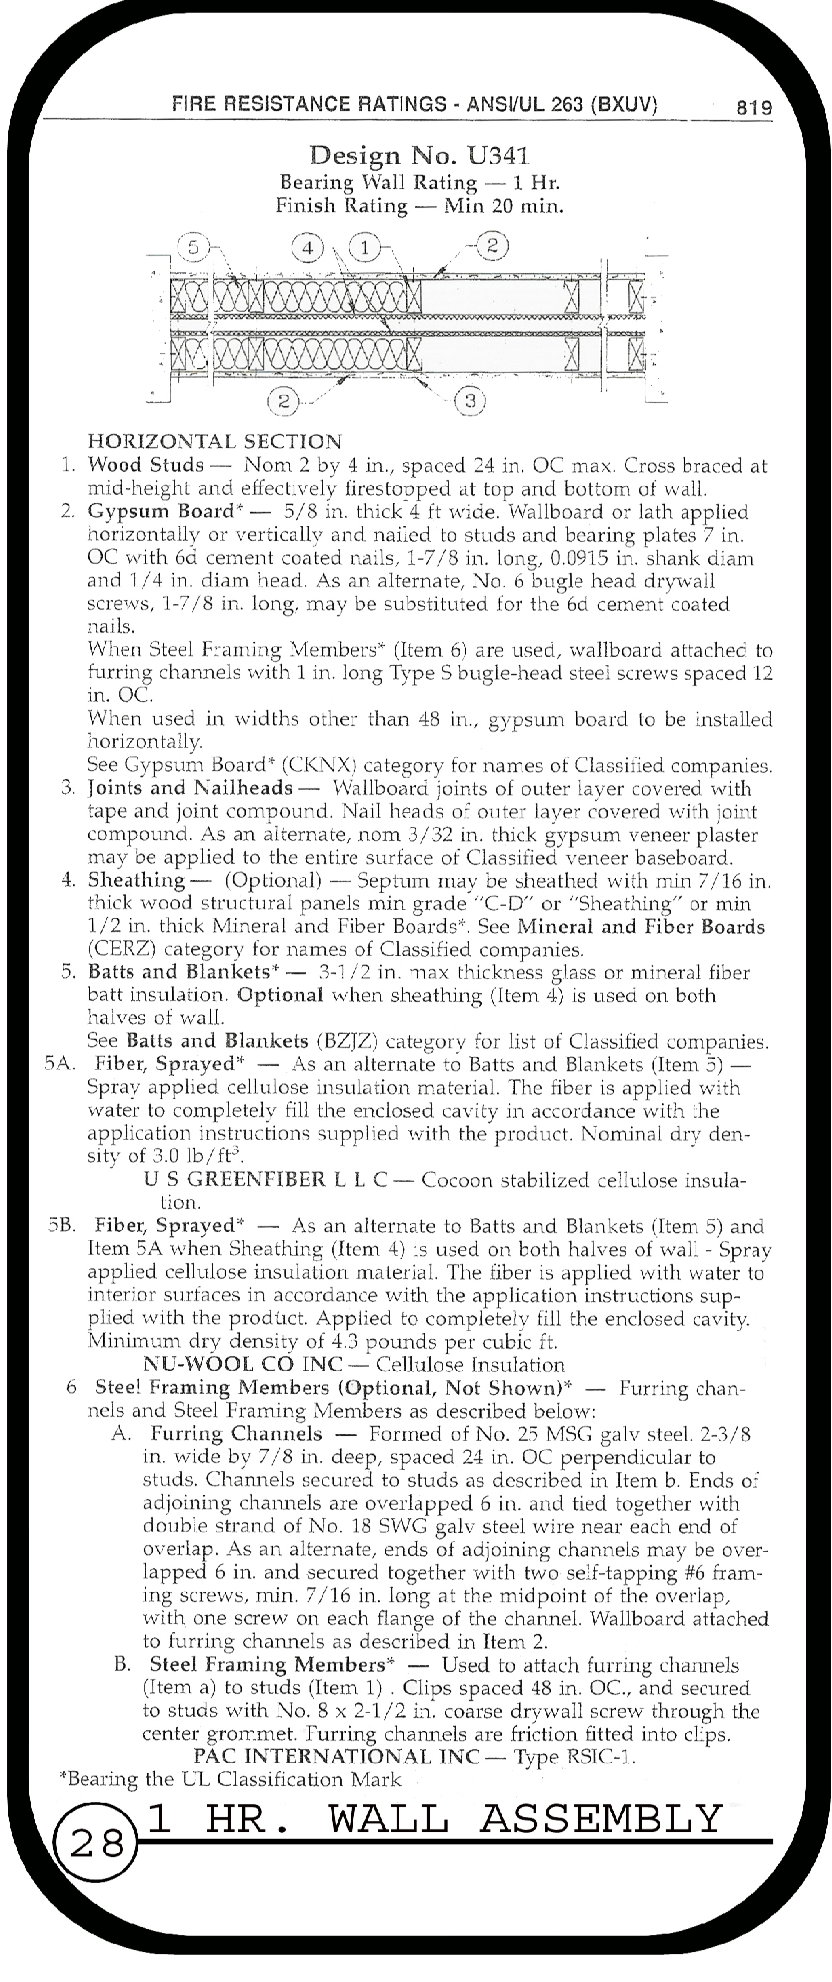 FIRE RESISTANCE RATINGS - ANSI/UL 263 (BXUV) 819
Design No. U341
Bearing Wall Rating — 1 Hr.
Finish Rating — Min 20 min.
5 4 1 2
2 3
HORIZONTAL SECTION
1. Wood Studs — Nom 2 by 4 in., spaced 24 in. OC max. Cross braced at
mid-height and effectively firestopped at top and bottom of wall.
2. Gypsum Board* — 5/8 in. thick 4 ft wide. Wallboard or lath applied
horizontally or vertically and nailed to studs and bearing plates 7 in.
OC with 6d cement coated nails, 1-7/8 in. long, 0.0915 in. shank diam
and 1/4 in. diam head. As an alternate, No. 6 bugle head drywall
screws, 1-7/8 in. long, may be substituted for the 6d cement coated
nails.
When Steel Framing Members* (Item 6) are used, wallboard attached to
furring channels with 1 in. long Type S bugle-head steel screws spaced 12
in. OC.
When used in widths other than 48 in., gypsum board to be installed
horizontally.
See Gypsum Board* (CKNX) category for names of Classified companies.
3. Joints and Nailheads — Wallboard joints of outer layer covered with
tape and joint compound. Nail heads of outer layer covered with joint
compound. As an alternate, nom 3/32 in. thick gypsum veneer plaster
may be applied to the entire surface of Classified veneer baseboard.
4. Sheathing — (Optional) — Septum may be sheathed with min 7/16 in.
thick wood structural panels min grade "C-D" or "Sheathing" or min
1/2 in. thick Mineral and Fiber Boards*. See Mineral and Fiber Boards
(CERZ) category for names of Classified companies.
5. Batts and Blankets* — 3-1/2 in. max thickness glass or mineral fiber
batt insulation. Optional when sheathing (Item 4) is used on both
halves of wall.
See Batts and Blankets (BZJZ) category for list of Classified companies.
5A. Fiber, Sprayed* — As an alternate to Batts and Blankets (Item 5) —
Spray applied cellulose insulation material. The fiber is applied with
water to completely fill the enclosed cavity in accordance with the
application instructions supplied with the product. Nominal dry den-
sity of 3.0 lb/ft³.
U S GREENFIBER L L C — Cocoon stabilized cellulose insula-
tion.
5B. Fiber, Sprayed* — As an alternate to Batts and Blankets (Item 5) and
Item 5A when Sheathing (Item 4) is used on both halves of wall - Spray
applied cellulose insulation material. The fiber is applied with water to
interior surfaces in accordance with the application instructions sup-
plied with the product. Applied to completely fill the enclosed cavity.
Minimum dry density of 4.3 pounds per cubic ft.
NU-WOOL CO INC — Cellulose Insulation
6 Steel Framing Members (Optional, Not Shown)* — Furring chan-
nels and Steel Framing Members as described below:
A. Furring Channels — Formed of No. 25 MSG galv steel. 2-3/8
in. wide by 7/8 in. deep, spaced 24 in. OC perpendicular to
studs. Channels secured to studs as described in Item b. Ends of
adjoining channels are overlapped 6 in. and tied together with
double strand of No. 18 SWG galv steel wire near each end of
overlap. As an alternate, ends of adjoining channels may be over-
lapped 6 in. and secured together with two self-tapping #6 fram-
ing screws, min. 7/16 in. long at the midpoint of the overlap,
with one screw on each flange of the channel. Wallboard attached
to furring channels as described in Item 2.
B. Steel Framing Members* — Used to attach furring channels
(Item a) to studs (Item 1) . Clips spaced 48 in. OC., and secured
to studs with No. 8 x 2-1/2 in. coarse drywall screw through the
center grommet. Furring channels are friction fitted into clips.
PAC INTERNATIONAL INC — Type RSIC-1.
*Bearing the UL Classification Mark
28 1 HR. WALL ASSEMBLY